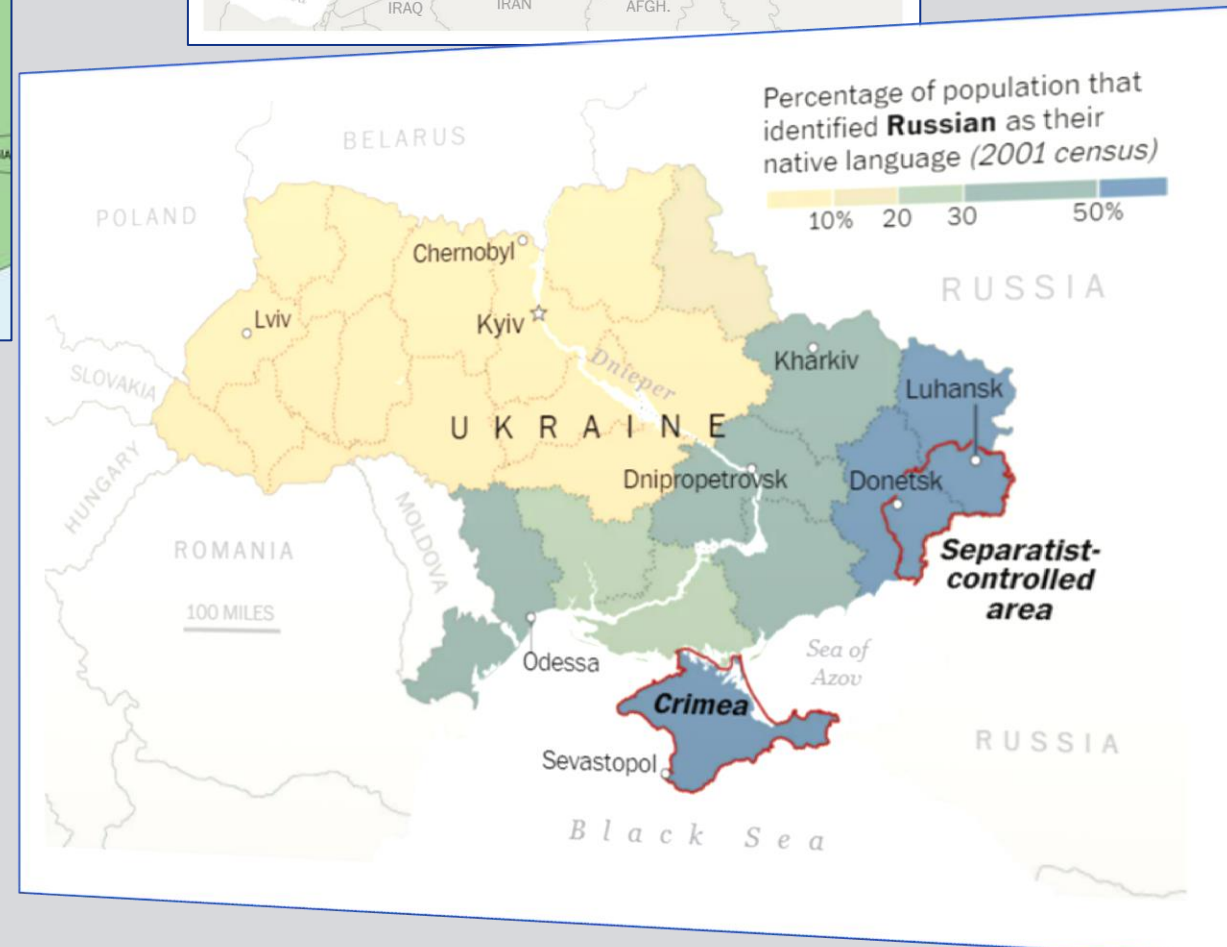 IRAQ
IRAN
AFGH.
Percentage of population that
identified Russian as their
native language (2001 census)
10% 20 30 50%
BELARUS
POLAND
RUSSIA
Chernobyl
Lviv
Kyiv
Dnieper
Kharkiv
SLOVAKIA
Luhansk
UKRAINE
HUNGARY
Dnipropetrovsk
Donetsk
MOLDOVA
ROMANIA
Separatist-
controlled
area
100 MILES
Odessa
Sea of
Azov
Crimea
RUSSIA
Sevastopol
Black Sea